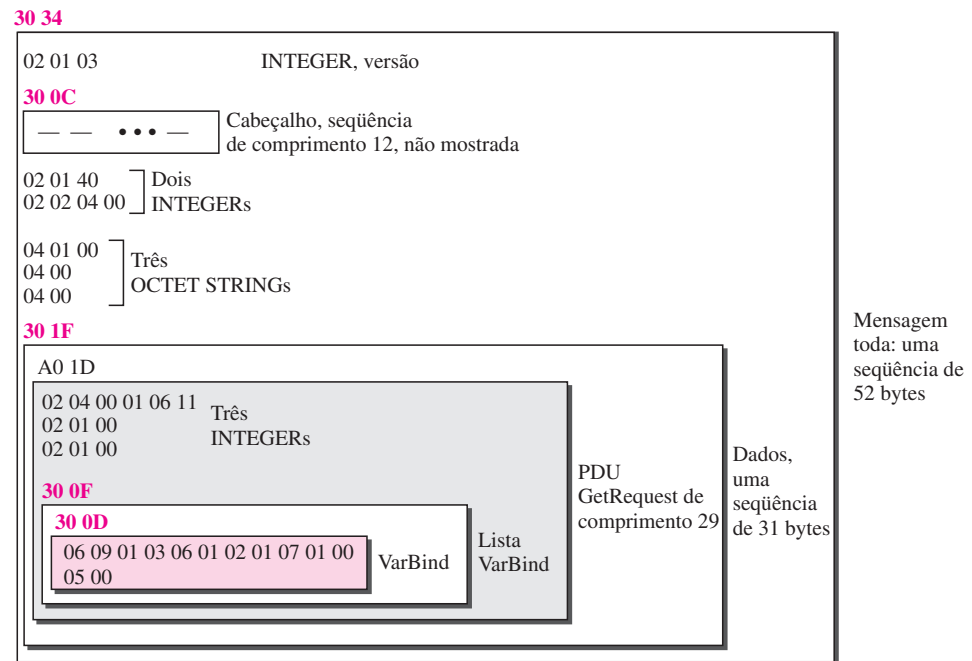 30 34
02 01 03 INTEGER, versão
30 0C
Cabeçalho, seqüência
de comprimento 12, não mostrada
02 01 40
02 02 04 00
Dois
INTEGERs
04 01 00
04 00
04 00
Três
OCTET STRINGs
30 1F
A0 1D
02 04 00 01 06 11
02 01 00
02 01 00
Três
INTEGERs
30 0F
30 0D
06 09 01 03 06 01 02 01 07 01 00
05 00
VarBind
Lista
VarBind
PDU
GetRequest de
comprimento 29
Dados,
uma
seqüência
de 31 bytes
Mensagem
toda: uma
seqüência de
52 bytes